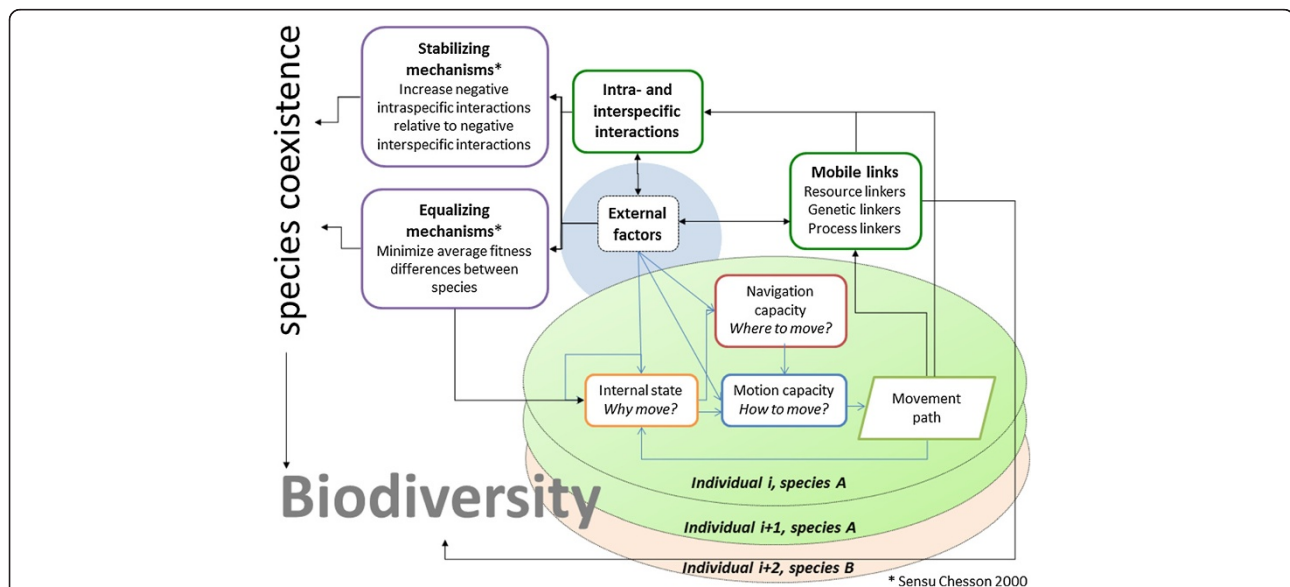 species coexistence
Stabilizing
mechanisms*
Increase negative
intraspecific interactions
relative to negative
interspecific interactions
Equalizing
mechanisms*
Minimize average fitness
differences between
species
Intra- and
interspecific
interactions
External
factors
Mobile links
Resource linkers
Genetic linkers
Process linkers
Navigation
capacity
Where to move?
Internal state
Why move?
Motion capacity
How to move?
Movement
path
Individual i, species A
Individual i+1, species A
Individual i+2, species B
Biodiversity
* Sensu Chesson 2000